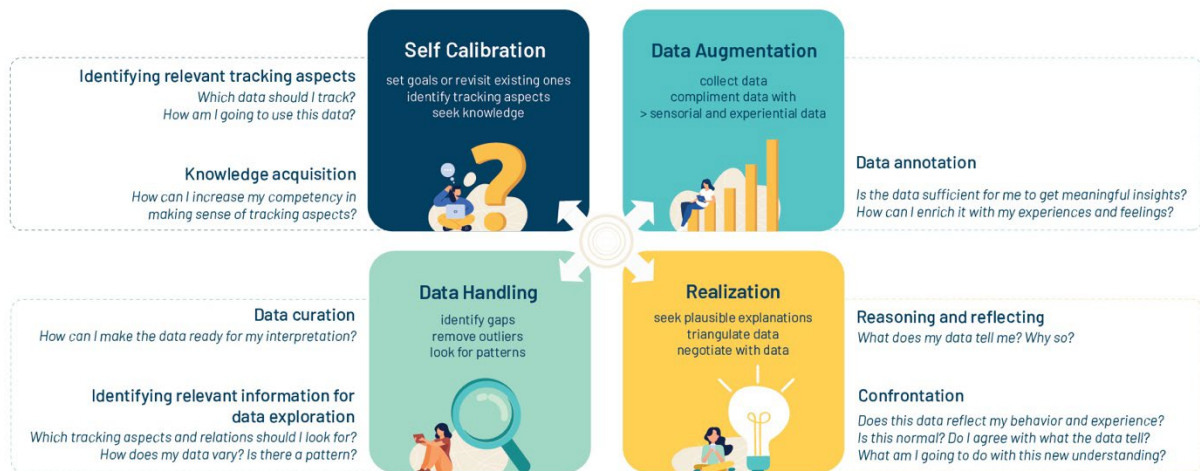 Self Calibration
set goals or revisit existing ones
identify tracking aspects
seek knowledge
Identifying relevant tracking aspects
Which data should I track?
How am I going to use this data?
Knowledge acquisition
How can I increase my competency in
making sense of tracking aspects?
Data Augmentation
collect data
compliment data with
> sensorial and experiential data
Data annotation
Is the data sufficient for me to get meaningful insights?
How can I enrich it with my experiences and feelings?
Data Handling
identify gaps
remove outliers
look for patterns
Data curation
How can I make the data ready for my interpretation?
Identifying relevant information for
data exploration
Which tracking aspects and relations should I look for?
How does my data vary? Is there a pattern?
Realization
seek plausible explanations
triangulate data
negotiate with data
Reasoning and reflecting
What does my data tell me? Why so?
Confrontation
Does this data reflect my behavior and experience?
Is this normal? Do I agree with what the data tell?
What am I going to do with this new understanding?